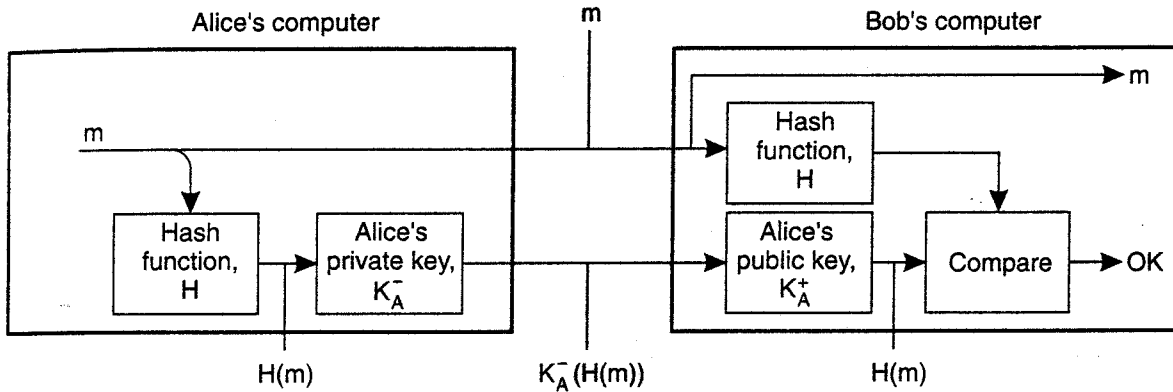 Alice's computer
m
Bob's computer
m
m
Hash
function,
H
Hash
function,
H
Alice's
private key,
K_A^-
Alice's
public key,
K_A^+
Compare
OK
H(m)
K_A^-(H(m))
H(m)